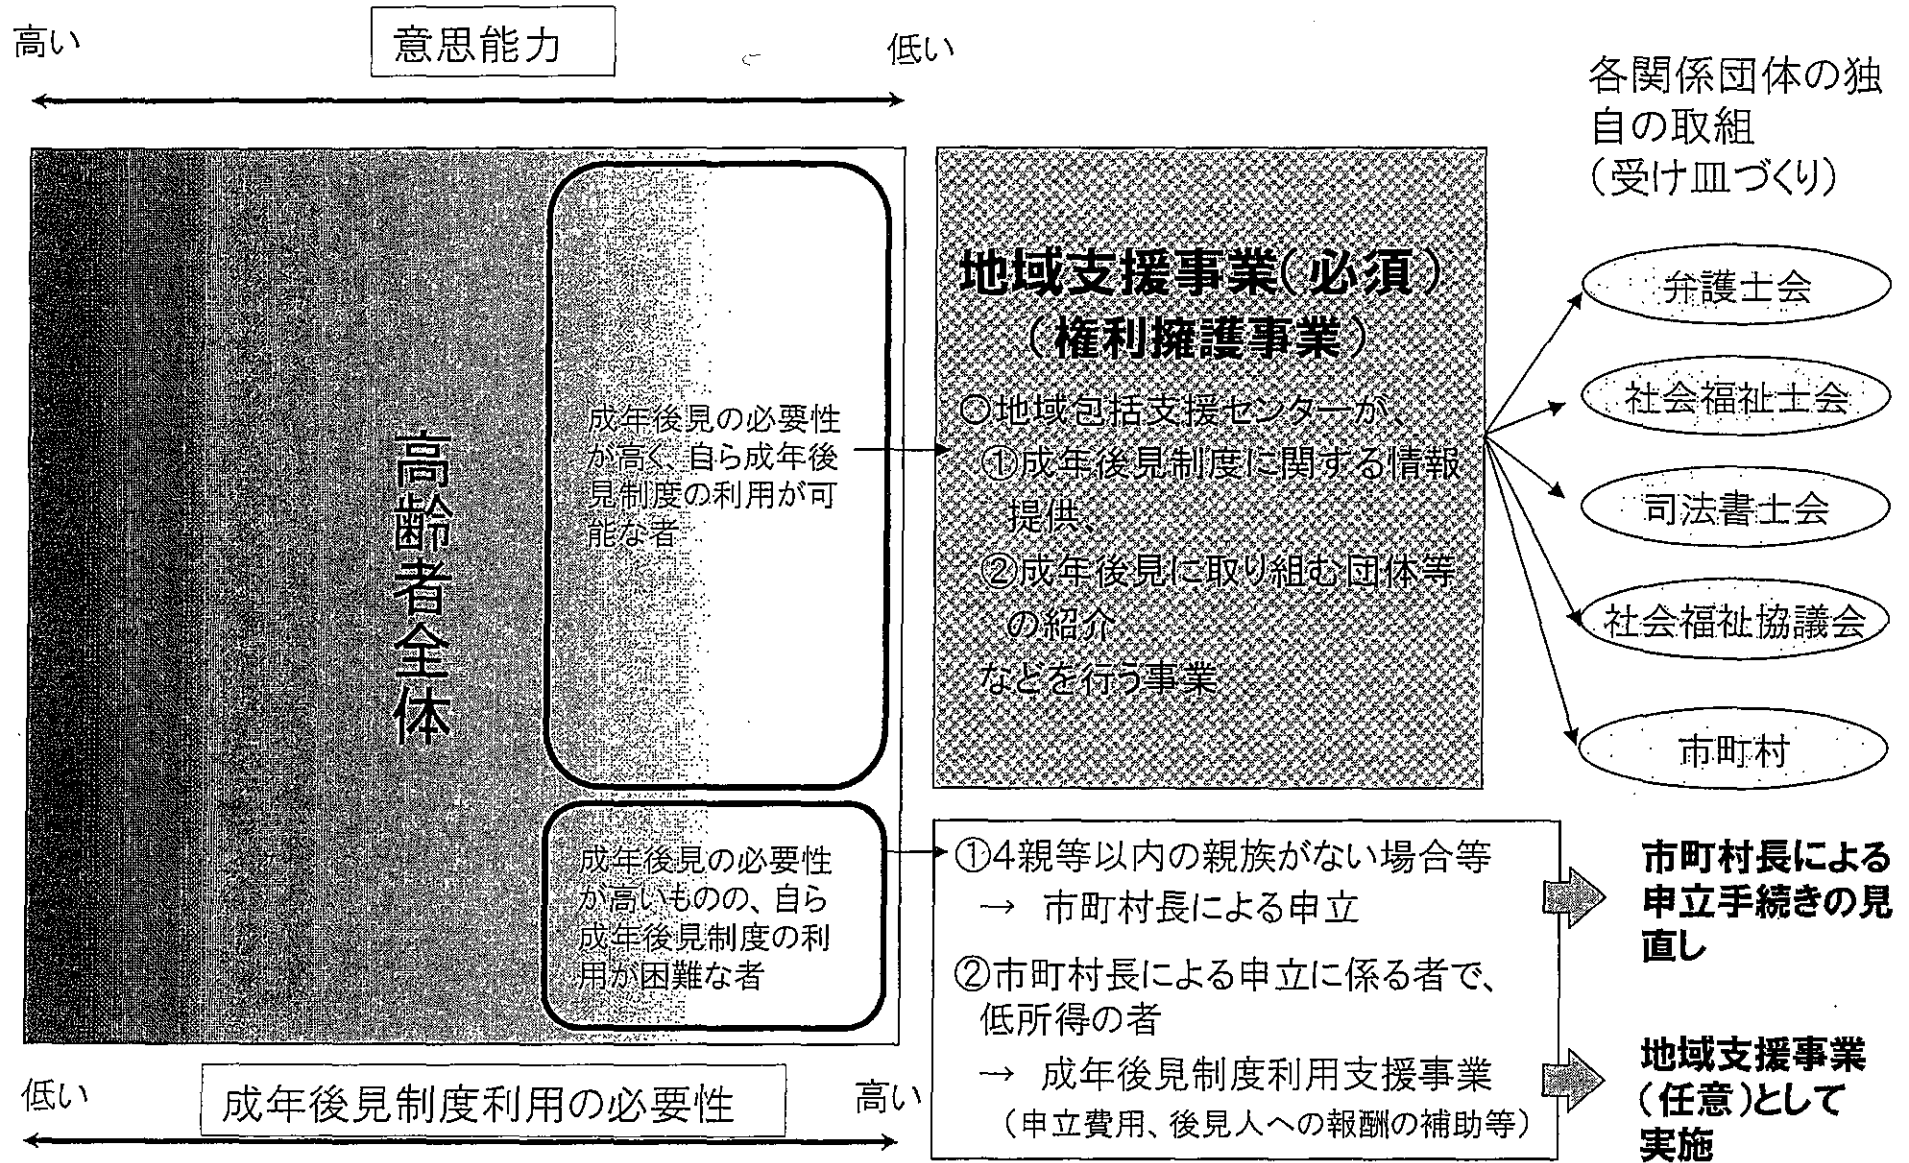 高い
意思能力
低い
高齢者全体
成年後見の必要性
が高く、自ら成年後
見制度の利用が可
能な者
成年後見の必要性
が高いものの、自ら
成年後見制度の利
用が困難な者
低い
成年後見制度利用の必要性
高い
地域支援事業(必須)
(権利擁護事業)
○地域包括支援センターが、
①成年後見制度に関する情報
提供、
②成年後見に取り組む団体等
の紹介
などを行う事業
①4親等以内の親族がない場合等
→ 市町村長による申立
②市町村長による申立に係る者で、
低所得の者
→ 成年後見制度利用支援事業
(申立費用、後見人への報酬の補助等)
各関係団体の独
自の取組
(受け皿づくり)
弁護士会
社会福祉士会
司法書士会
社会福祉協議会
市町村
市町村長による
申立手続きの見
直し
地域支援事業
(任意)として
実施